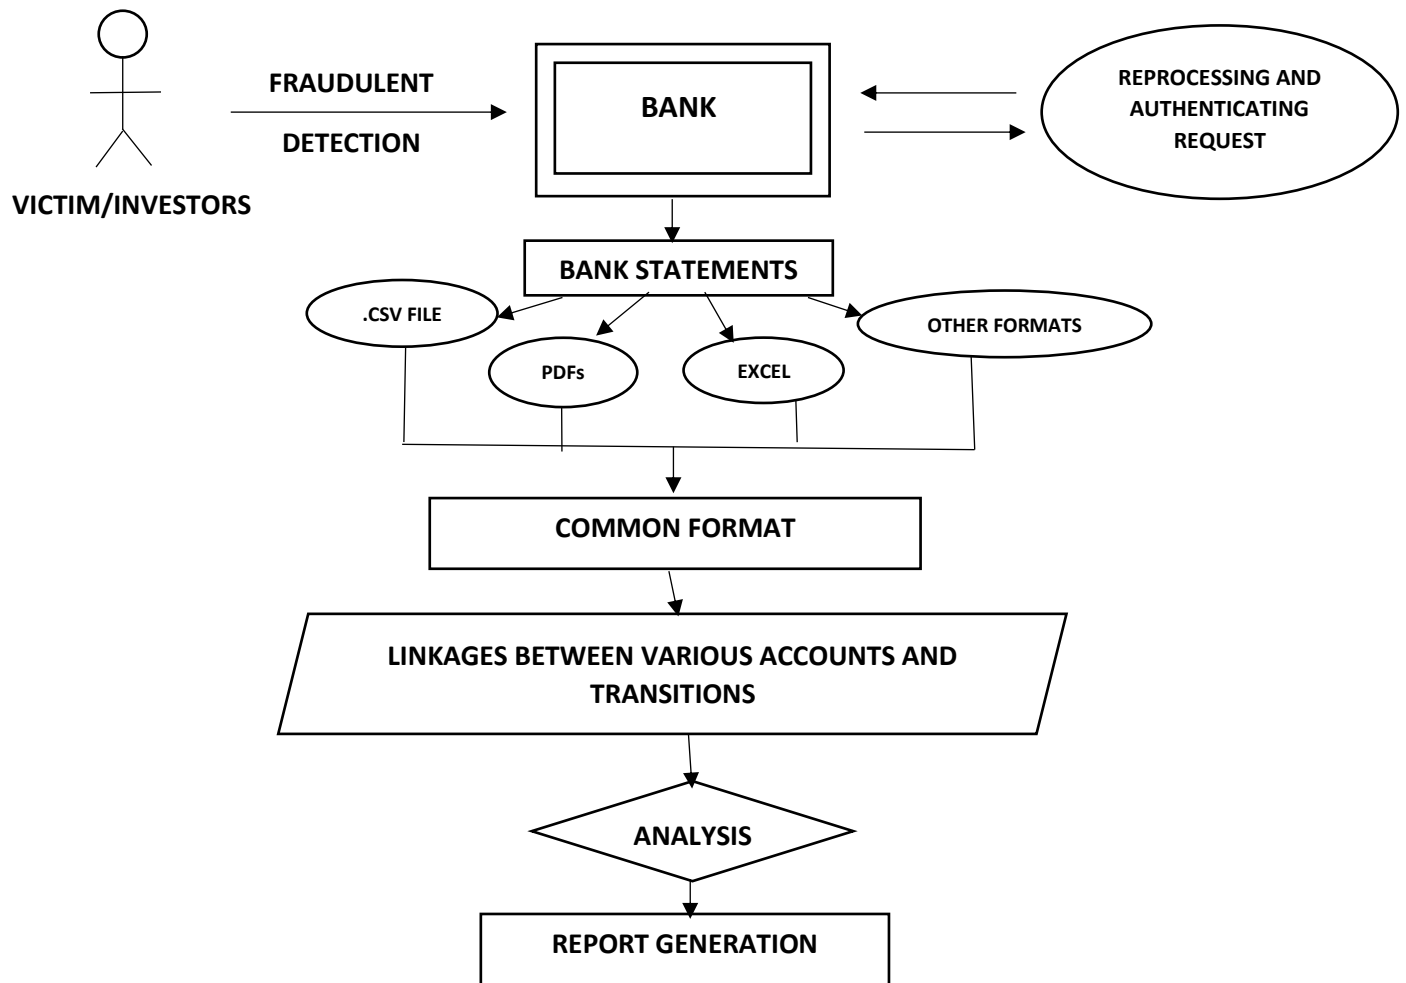 FRAUDULENT
DETECTION
VICTIM/INVESTORS
BANK
REPROCESSING AND
AUTHENTICATING
REQUEST
BANK STATEMENTS
.CSV FILE
PDFs
EXCEL
OTHER FORMATS
COMMON FORMAT
LINKAGES BETWEEN VARIOUS ACCOUNTS AND
TRANSITIONS
ANALYSIS
REPORT GENERATION